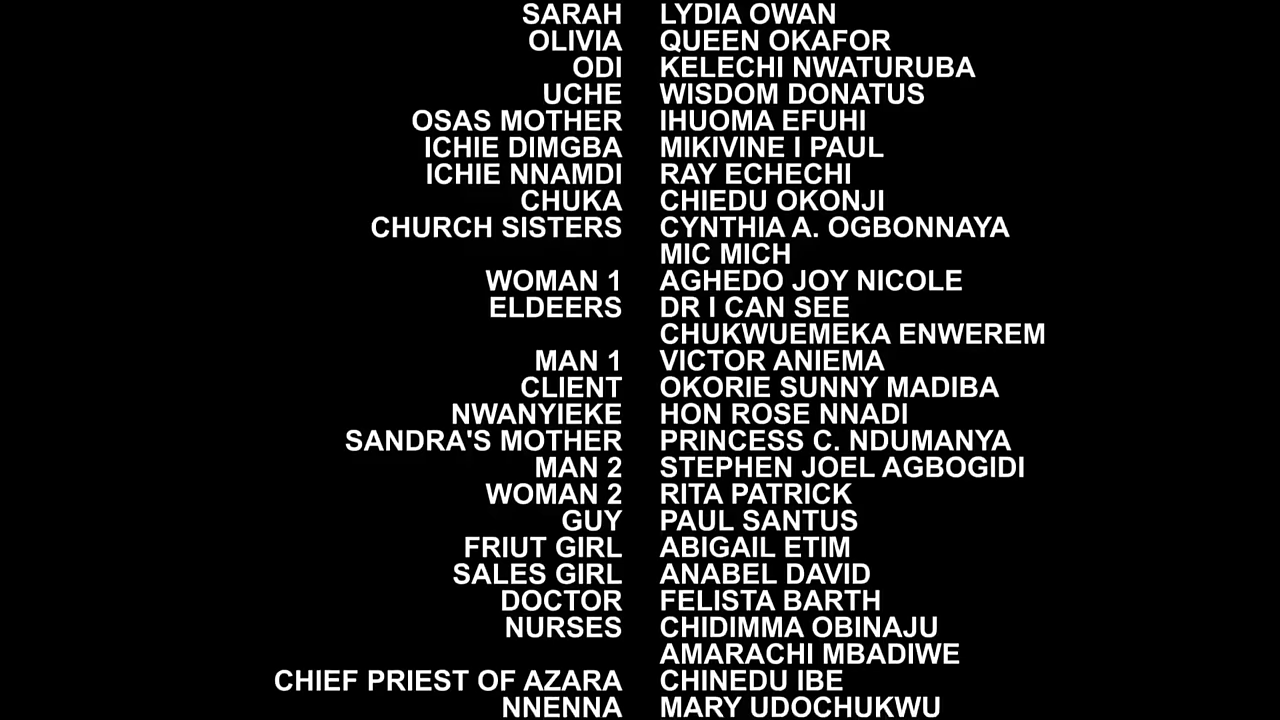 SARAH LYDIA OWAN
OLIVIA QUEEN OKAFOR
ODI KELECHI NWATURUBA
UCHE WISDOM DONATUS
OSAS MOTHER IHUOMA EFUHI
ICHIE DIMGBA MIKIVINE I PAUL
ICHIE NNAMDI RAY ECHECHI
CHUKA CHIEDU OKONJI
CHURCH SISTERS CYNTHIA A. OGBONNAYA
MIC MICH
WOMAN 1 AGHEDO JOY NICOLE
ELDEERS DR I CAN SEE
CHUKWUEMEKA ENWEREM
MAN 1 VICTOR ANIEMA
CLIENT OKORIE SUNNY MADIBA
NWANYIEKE HON ROSE NNADI
SANDRA'S MOTHER PRINCESS C. NDUMANYA
MAN 2 STEPHEN JOEL AGBOGIDI
WOMAN 2 RITA PATRICK
GUY PAUL SANTUS
FRIUT GIRL ABIGAIL ETIM
SALES GIRL ANABEL DAVID
DOCTOR FELISTA BARTH
NURSES CHIDIMMA OBINAJU
AMARACHI MBADIWE
CHIEF PRIEST OF AZARA CHINEDU IBE
NNENNA MARY UDOCHUKWU